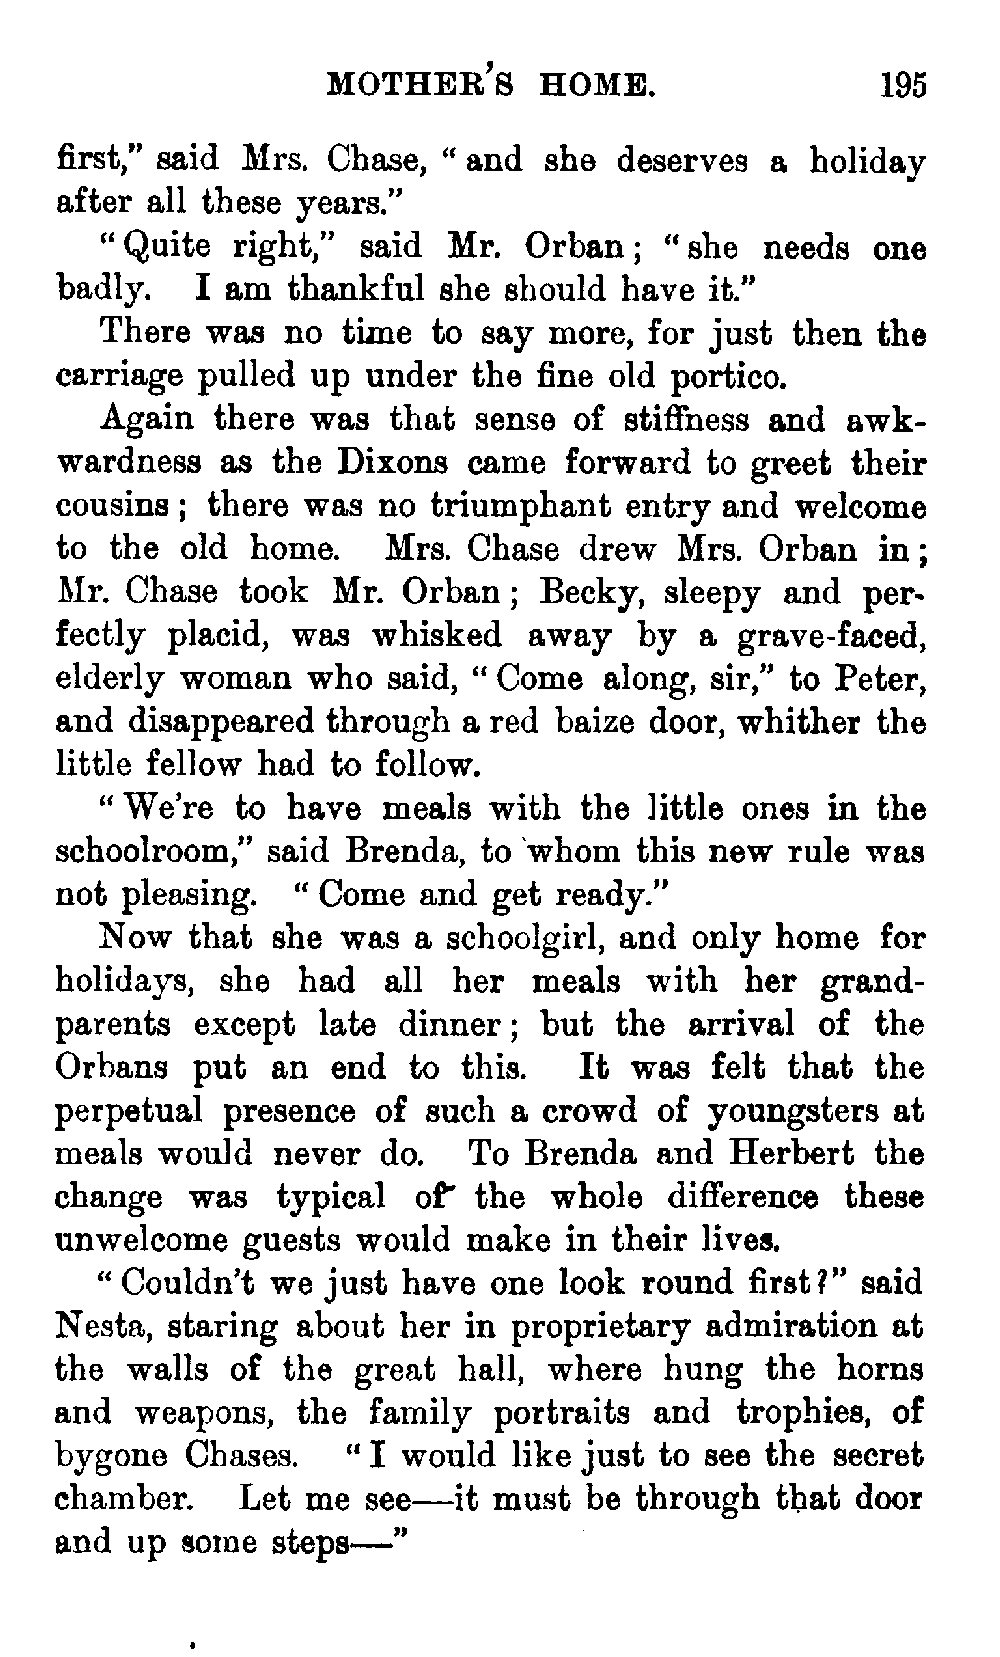 MOTHER'S HOME. 195
first," said Mrs. Chase, "and she deserves a holiday
after all these years."
"Quite right," said Mr. Orban; "she needs one
badly. I am thankful she should have it."
There was no time to say more, for just then the
carriage pulled up under the fine old portico.
Again there was that sense of stiffness and awk-
wardness as the Dixons came forward to greet their
cousins; there was no triumphant entry and welcome
to the old home. Mrs. Chase drew Mrs. Orban in;
Mr. Chase took Mr. Orban; Becky, sleepy and per-
fectly placid, was whisked away by a grave-faced,
elderly woman who said, "Come along, sir," to Peter,
and disappeared through a red baize door, whither the
little fellow had to follow.
"We're to have meals with the little ones in the
schoolroom," said Brenda, to whom this new rule was
not pleasing. "Come and get ready."
Now that she was a schoolgirl, and only home for
holidays, she had all her meals with her grand-
parents except late dinner; but the arrival of the
Orbans put an end to this. It was felt that the
perpetual presence of such a crowd of youngsters at
meals would never do. To Brenda and Herbert the
change was typical of the whole difference these
unwelcome guests would make in their lives.
"Couldn't we just have one look round first?" said
Nesta, staring about her in proprietary admiration at
the walls of the great hall, where hung the horns
and weapons, the family portraits and trophies, of
bygone Chases. "I would like just to see the secret
chamber. Let me see—it must be through that door
and up some steps—"